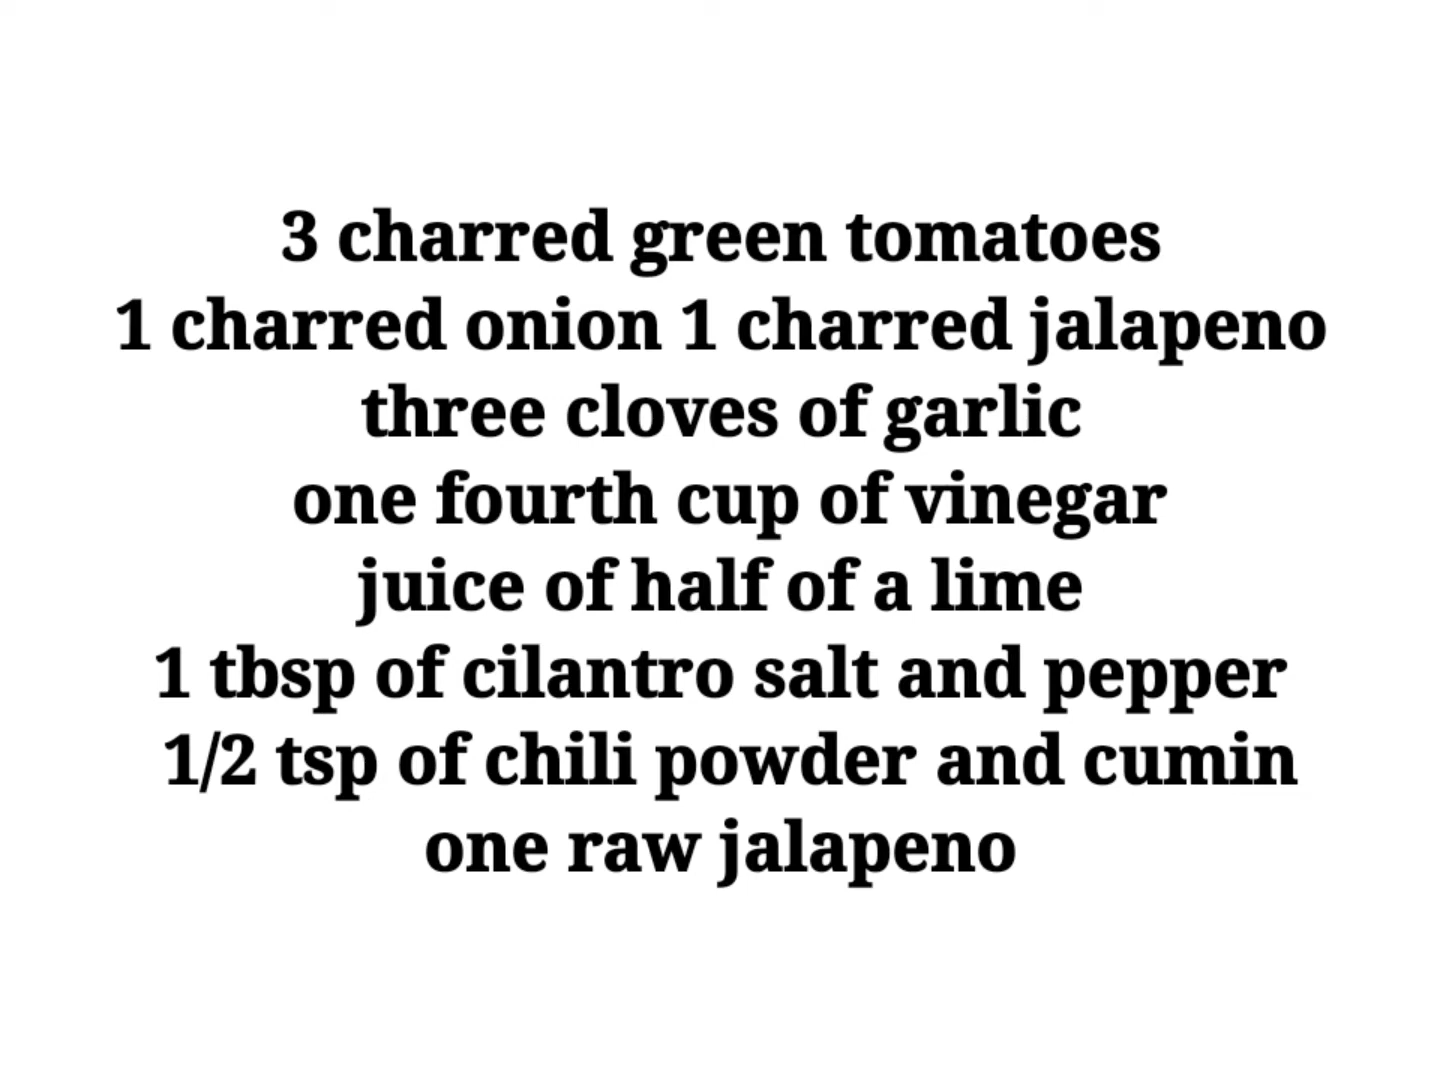 3 charred green tomatoes
1 charred onion 1 charred jalapeno
three cloves of garlic
one fourth cup of vinegar
juice of half of a lime
1 tbsp of cilantro salt and pepper
1/2 tsp of chili powder and cumin
one raw jalapeno